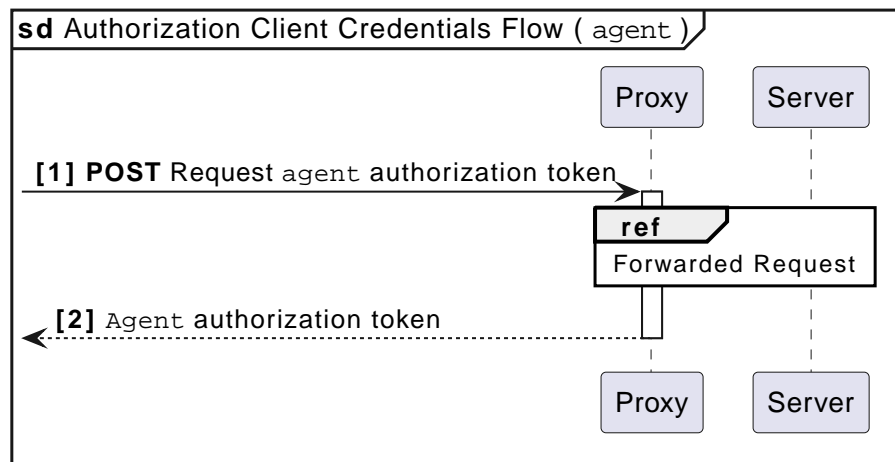 sd Authorization Client Credentials Flow ( agent )
Proxy Server
[1] POST Request agent authorization token
ref
Forwarded Request
[2] Agent authorization token
Proxy Server